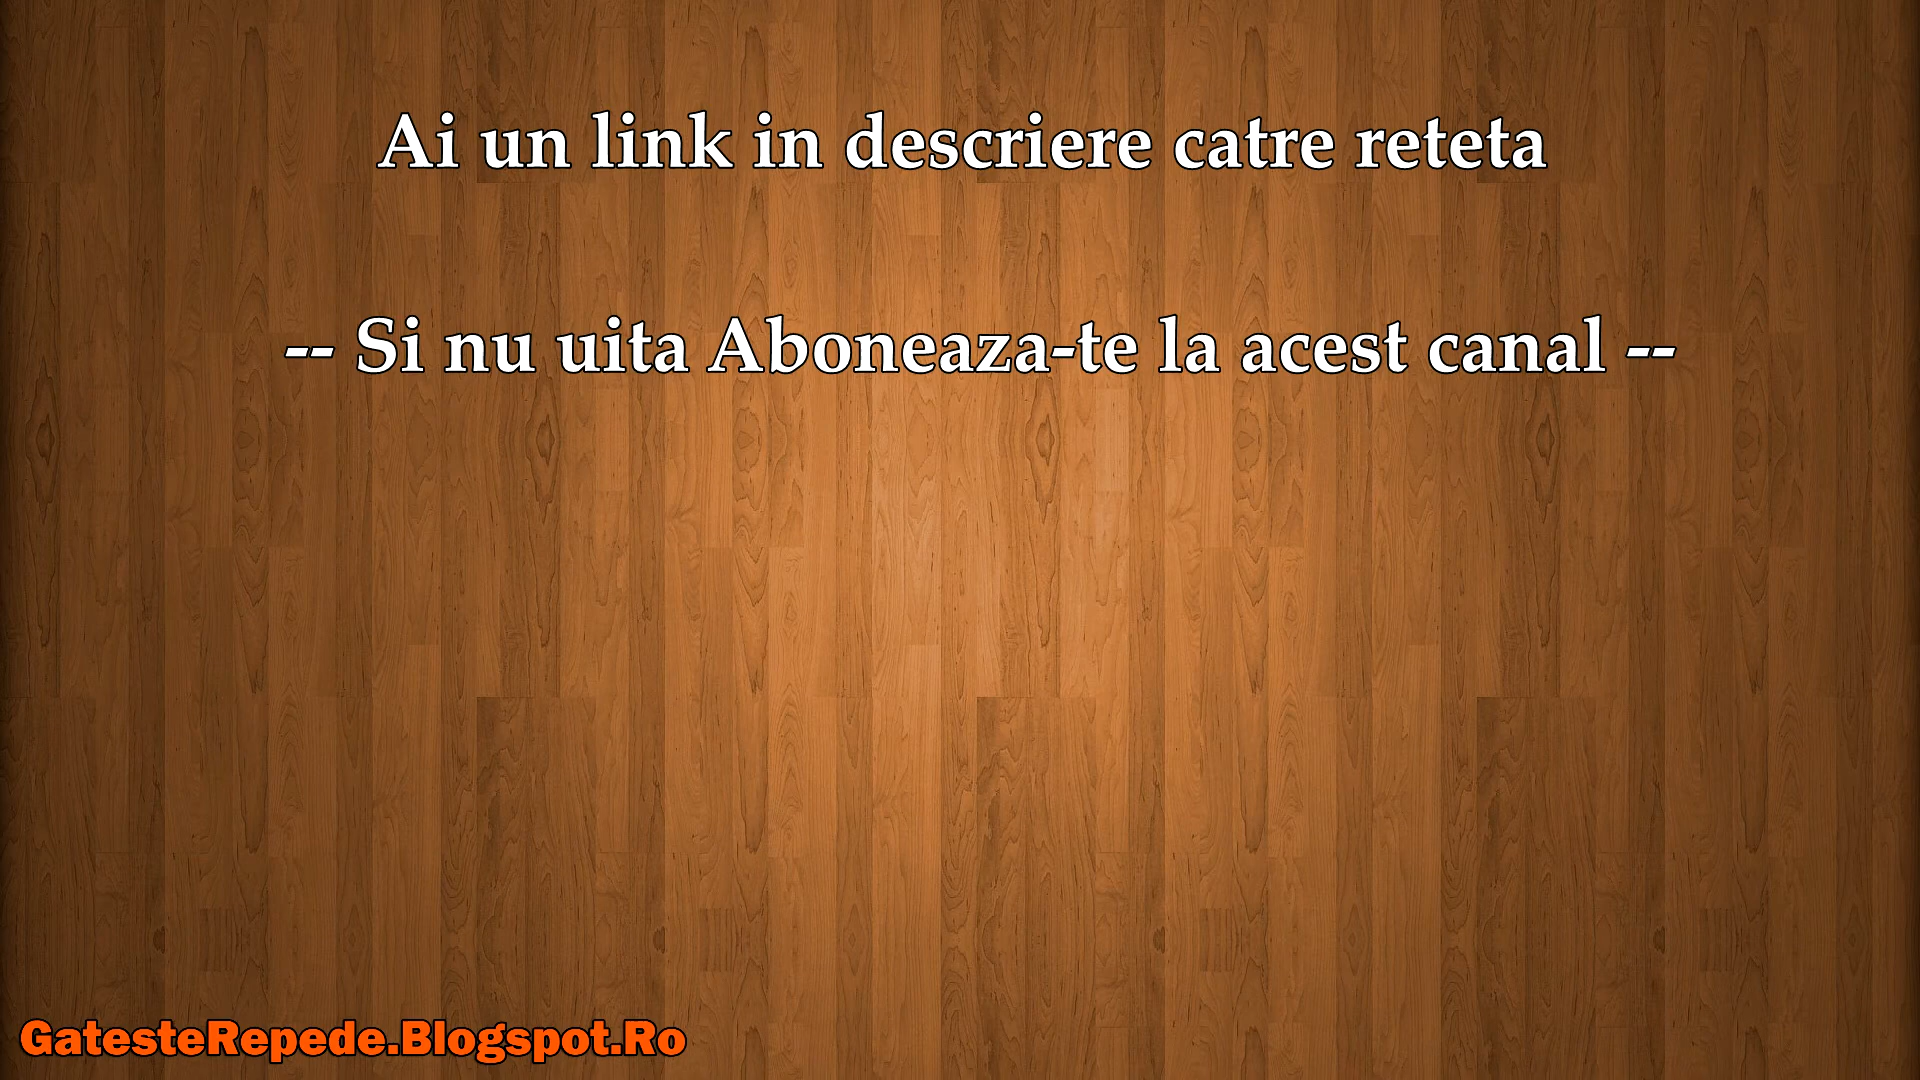 Ai un link in descriere catre reteta
-- Si nu uita Aboneaza-te la acest canal --
GatesteRepede.Blogspot.Ro